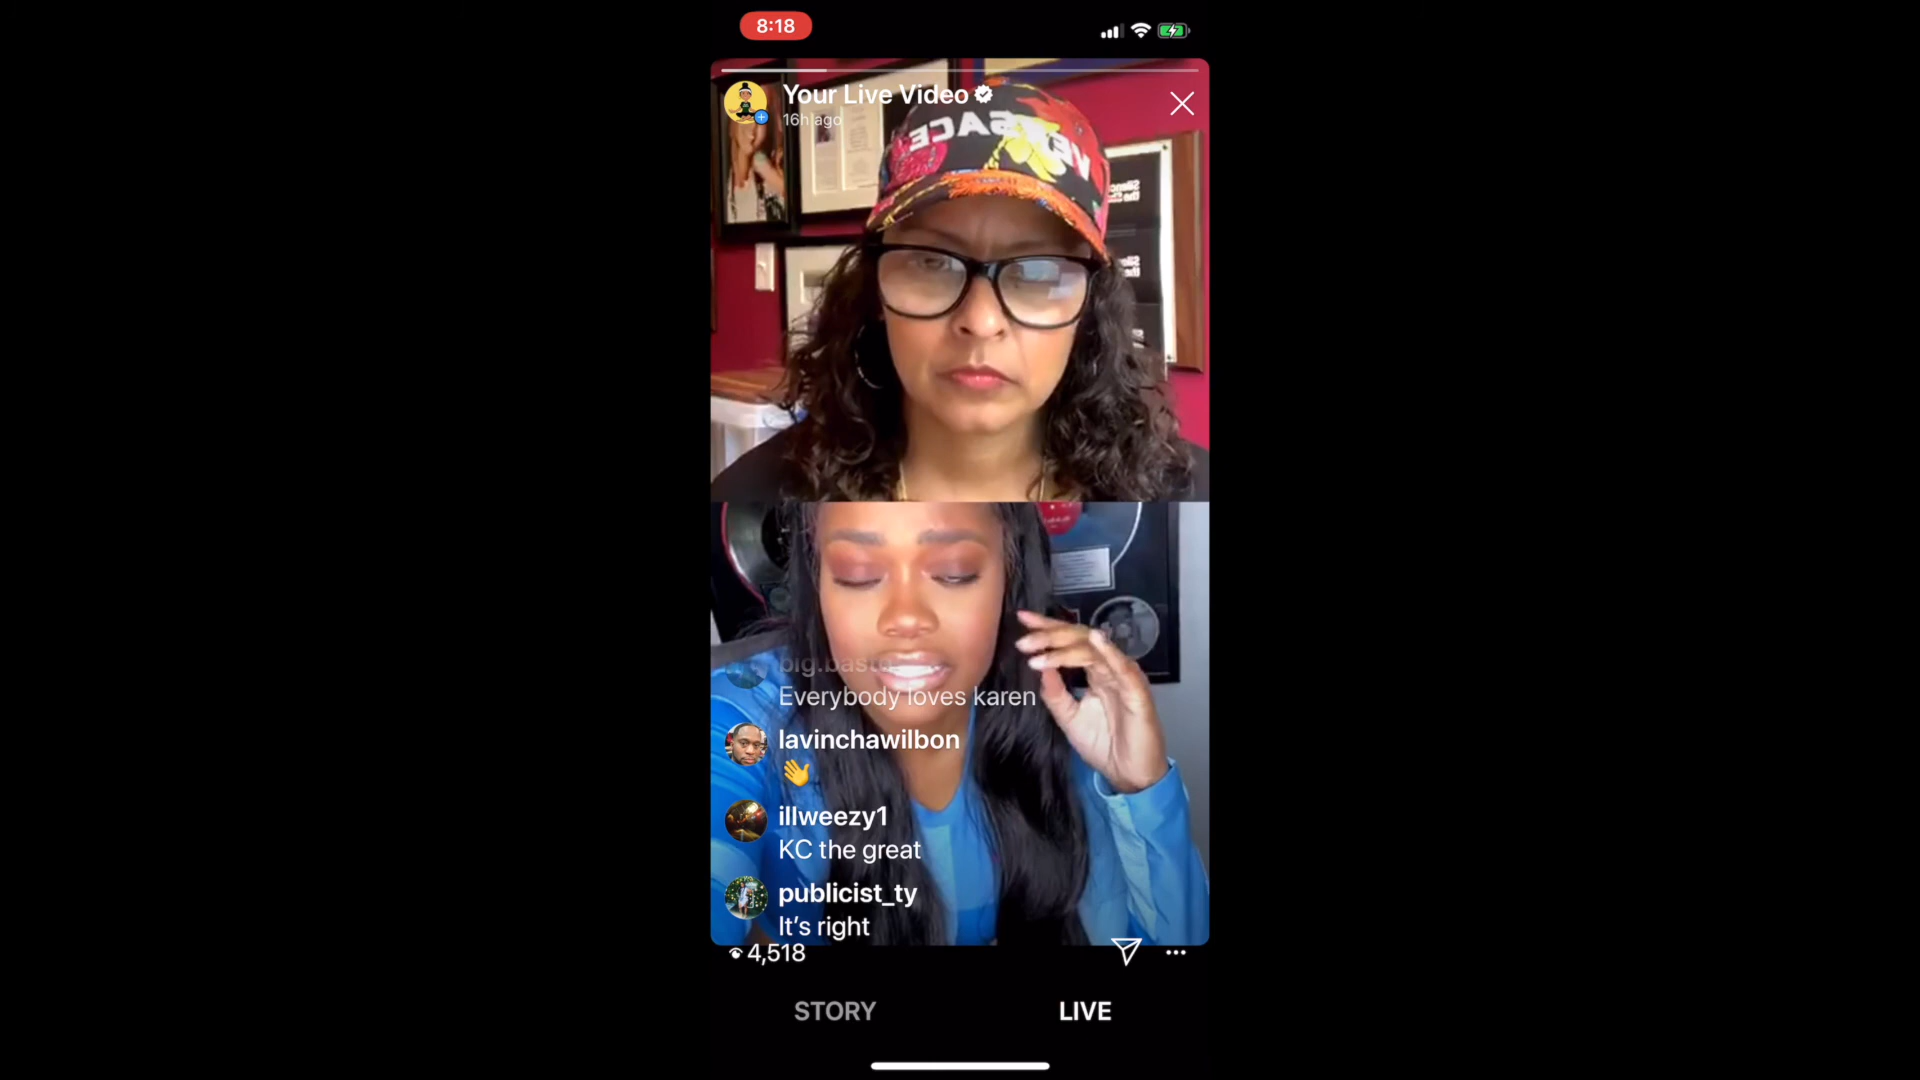 8:18
Your Live Video
16h ago
VERSACE
Everybody loves karen
lavinchawilbon
👋
illweezy1
KC the great
publicist_ty
It’s right
4,518
STORY
LIVE